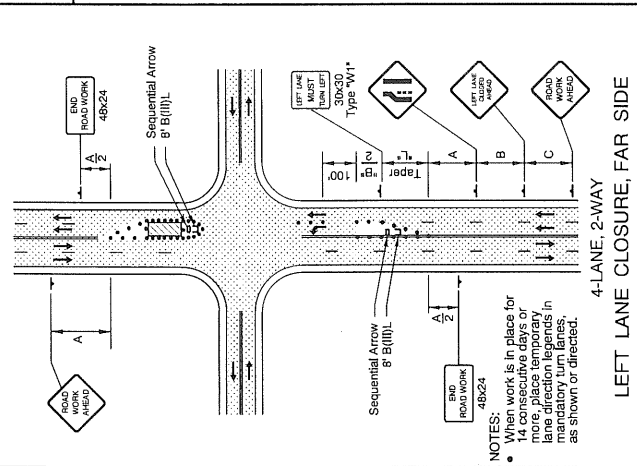 END
ROAD WORK
48x24
A/2
Sequential Arrow
8' B(III)L
A
ROAD
WORK
AHEAD
LEFT LANE
MUST
TURN LEFT
30x30
Type "W1"
LEFT LANE
CLOSED
AHEAD
ROAD
WORK
AHEAD
100'
"B"/2
Taper
"L"
A
B
C
Sequential Arrow
8' B(III)L
A/2
END
ROAD WORK
48x24
NOTES:
• When work is in place for
14 consecutive days or
more, place temporary
lane direction legends in
mandatory turn lanes,
as shown or directed.
4-LANE, 2-WAY
LEFT LANE CLOSURE, FAR SIDE